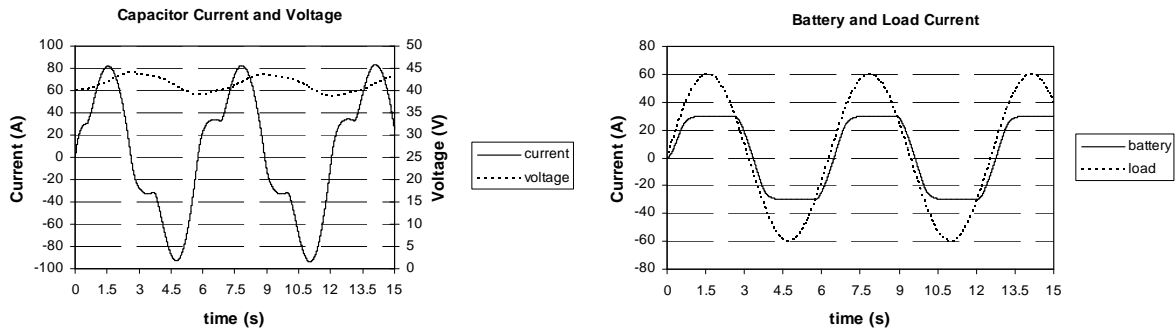 Capacitor Current and Voltage
100
80
60
40
20
0
-20
-40
-60
-80
-100
Current (A)
50
45
40
35
30
25
20
15
10
5
0
Voltage (V)
0 1.5 3 4.5 6 7.5 9 10.5 12 13.5 15
time (s)
current
voltage
Battery and Load Current
80
60
40
20
0
-20
-40
-60
-80
Current (A)
0 1.5 3 4.5 6 7.5 9 10.5 12 13.5 15
time (s)
battery
load